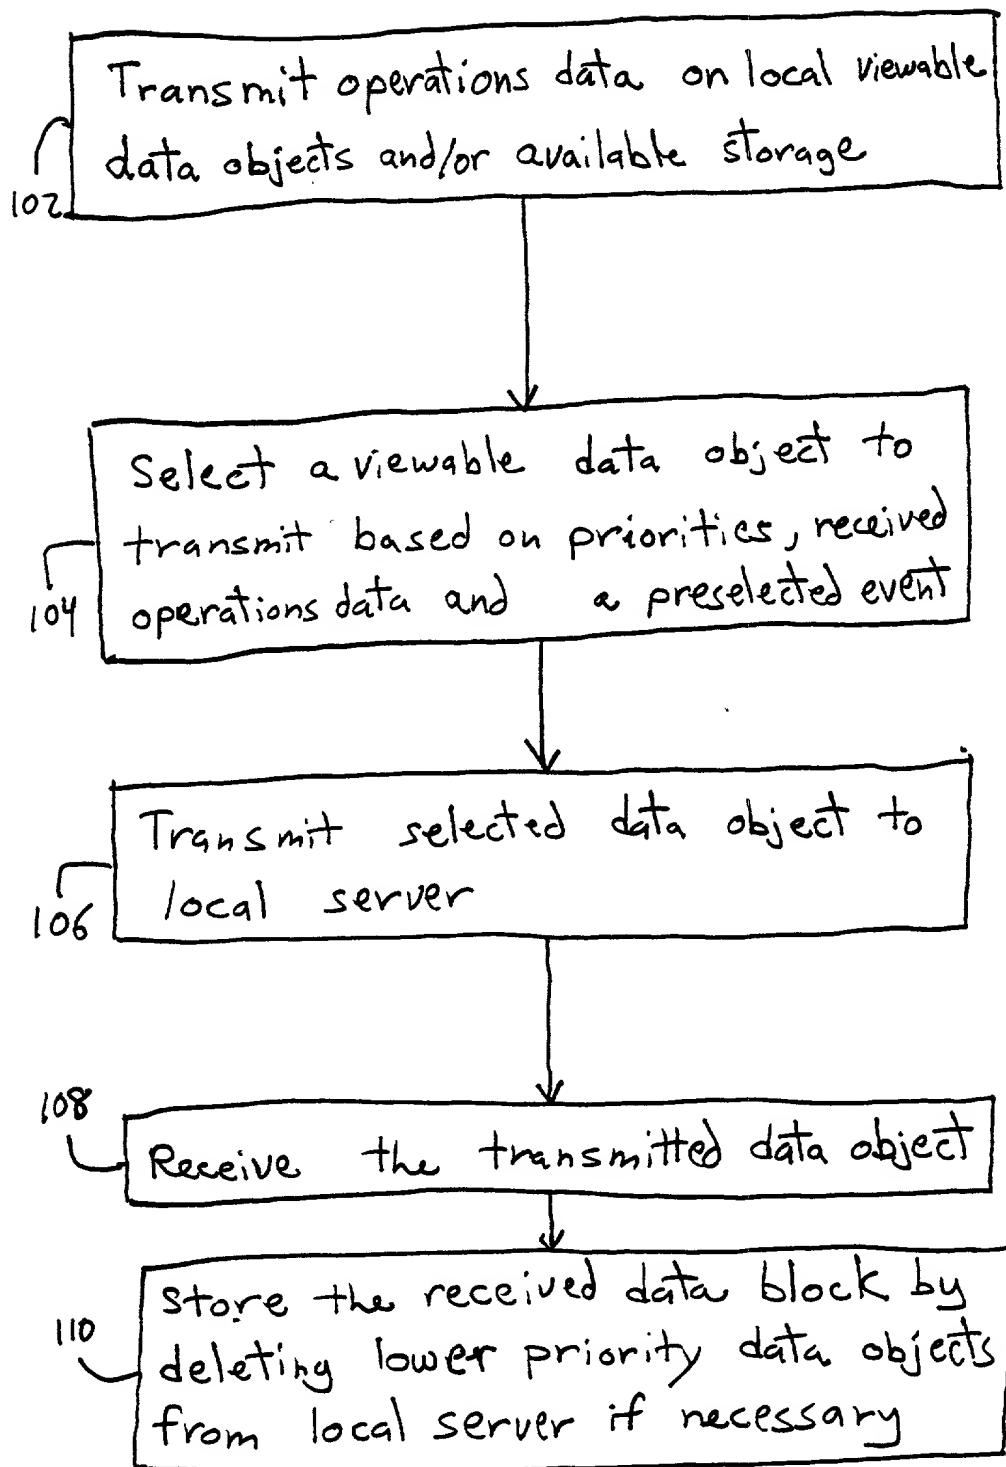 Transmit operations data on local viewable
data objects and/or available storage
102
Select a viewable data object to
transmit based on priorities, received
operations data and a preselected event
104
Transmit selected data object to
local server
106
108
Receive the transmitted data object
Store the received data block by
110
deleting lower priority data objects
from local server if necessary